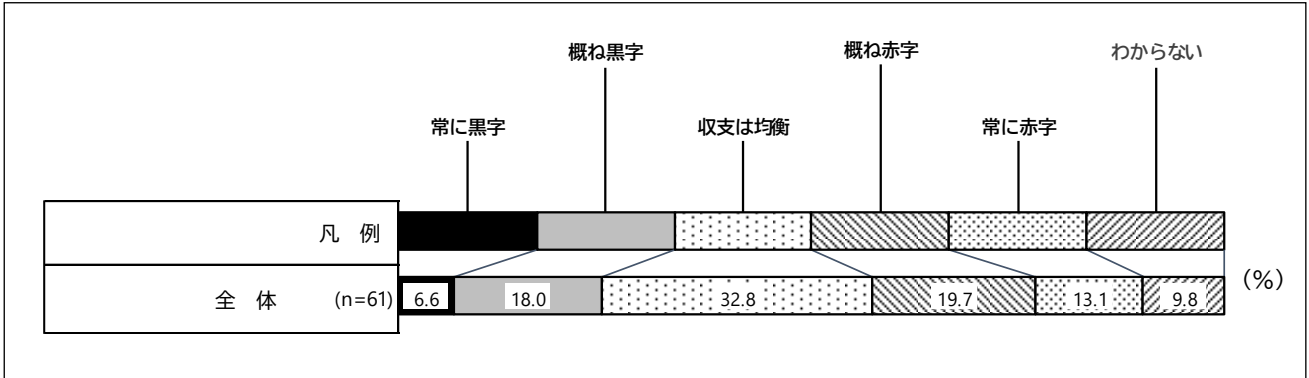 概ね黒字 概ね赤字 わからない
常に黒字 収支は均衡 常に赤字
凡 例
全 体 (n=61) 6.6 18.0 32.8 19.7 13.1 9.8
(%)